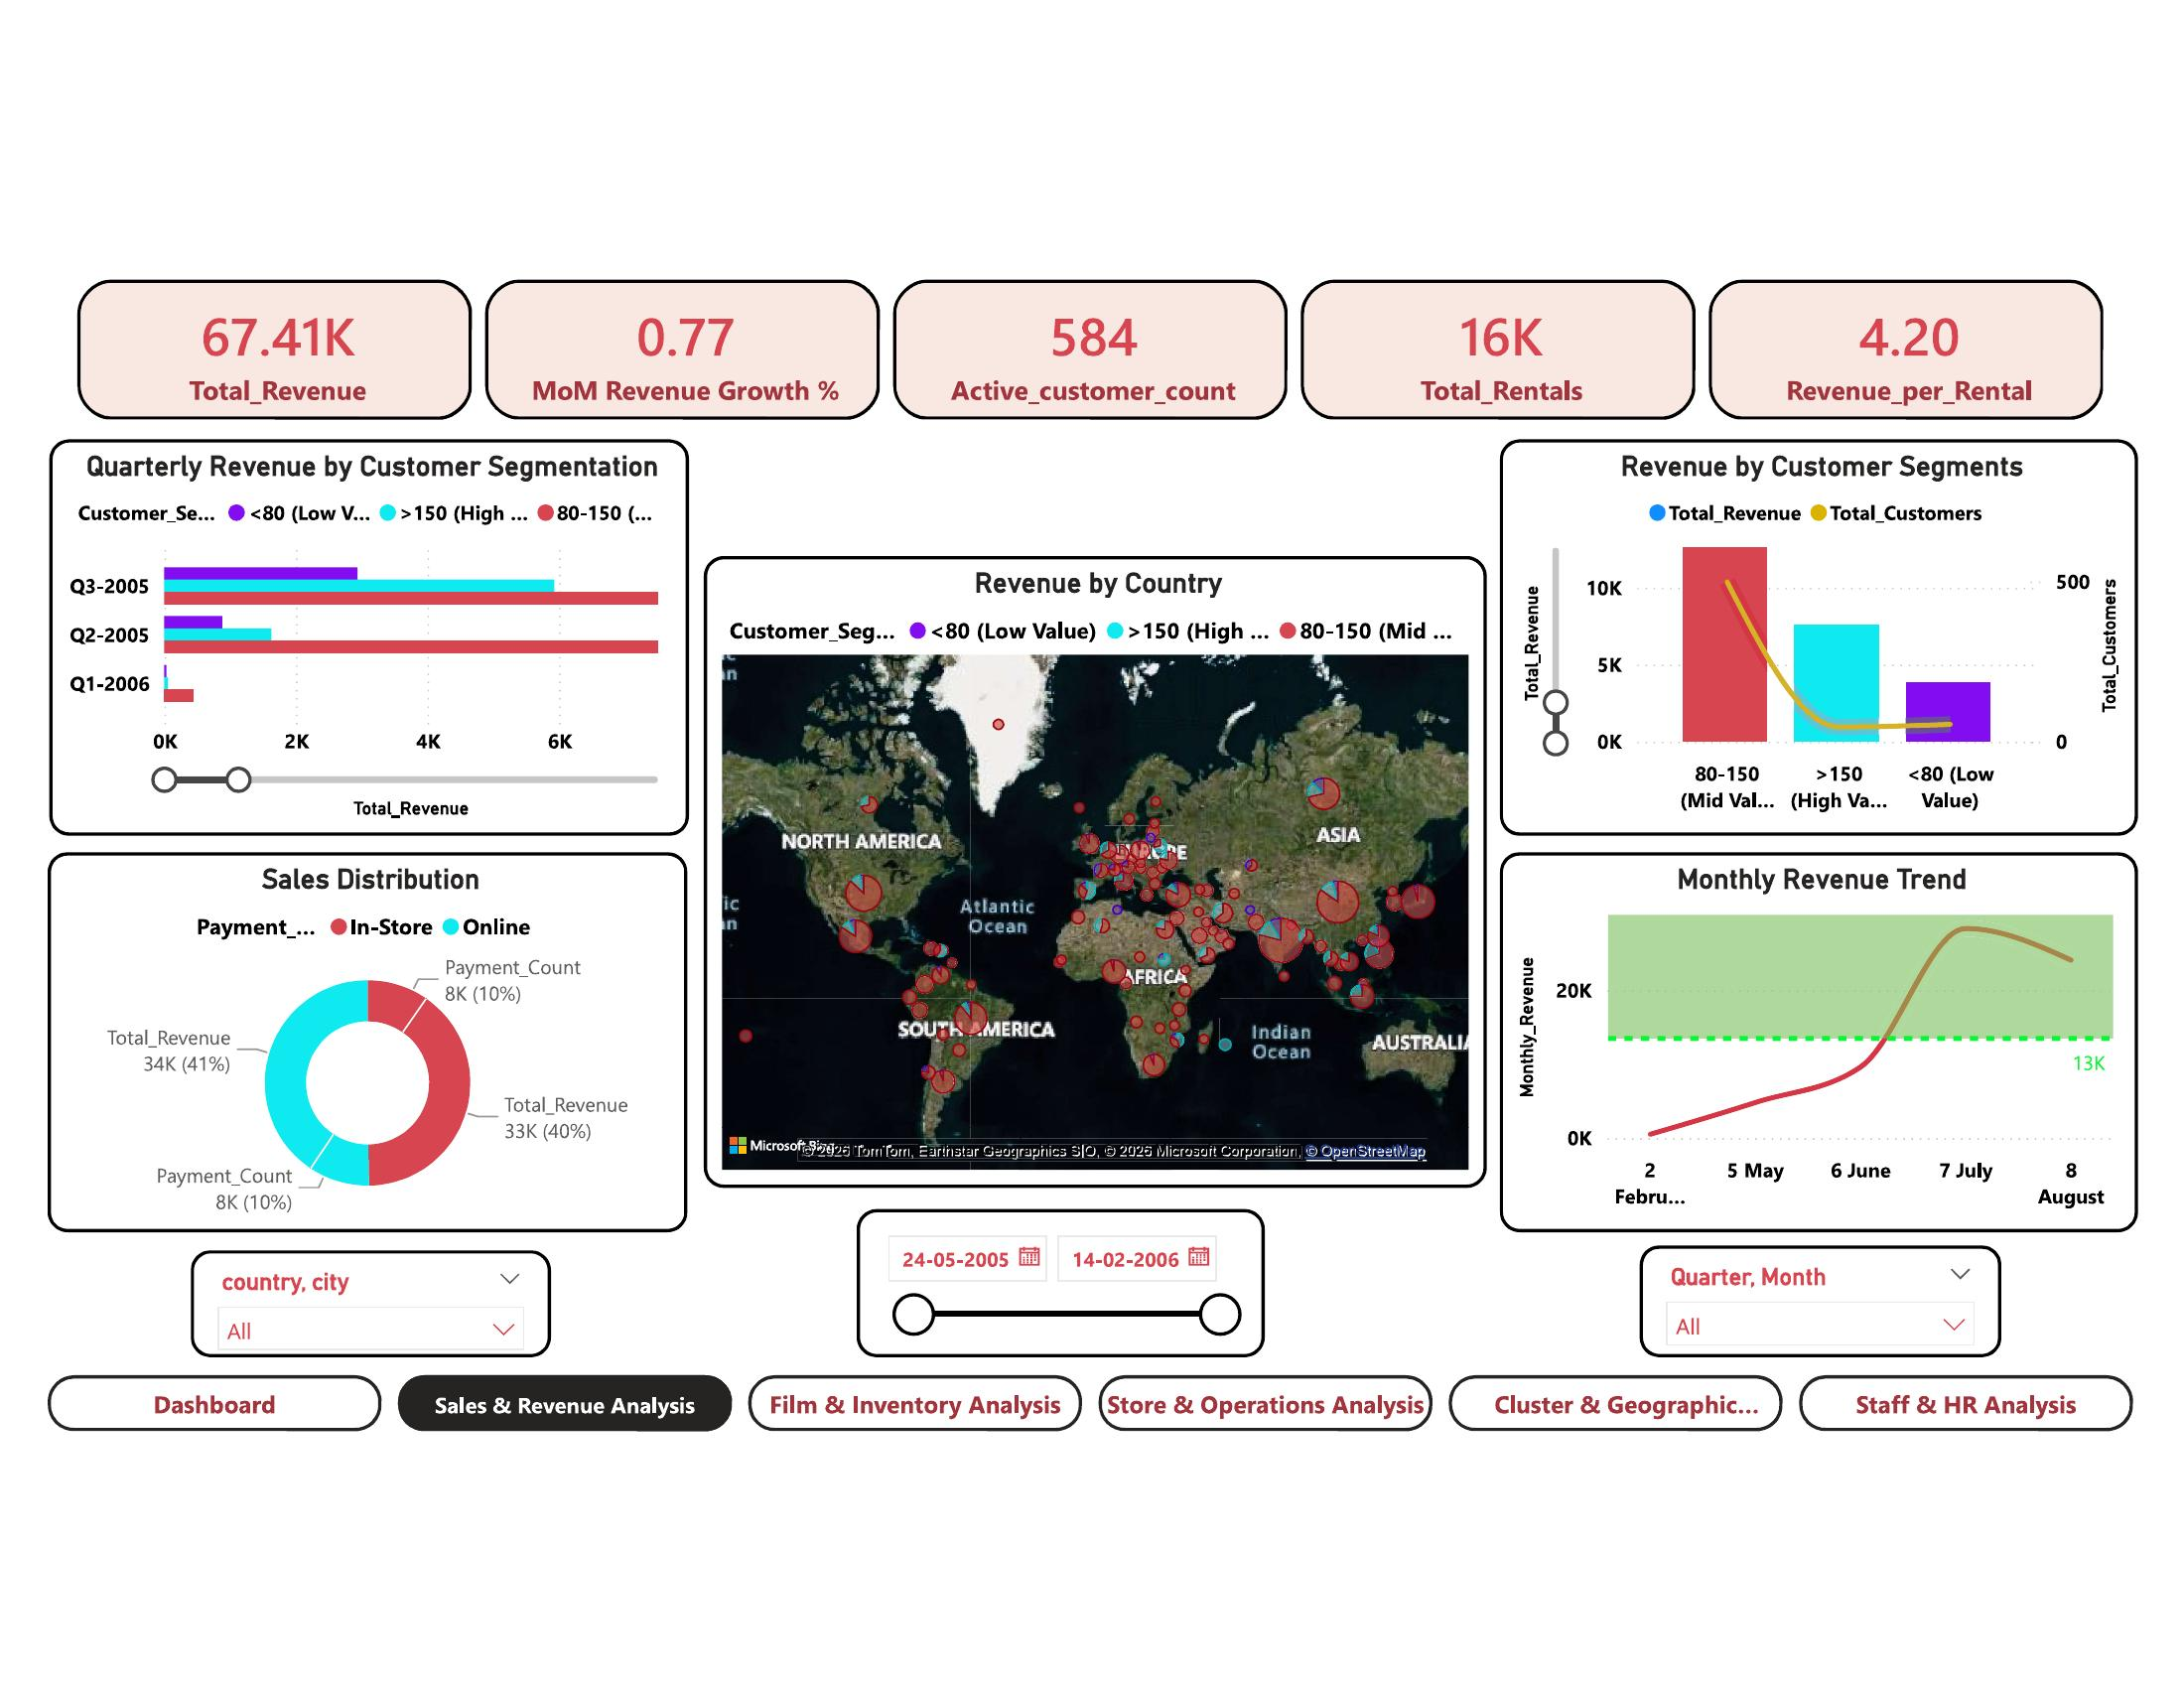 67.41K
Total_Revenue
0.77
MoM Revenue Growth %
584
Active_customer_count
16K
Total_Rentals
4.20
Revenue_per_Rental
Quarterly Revenue by Customer Segmentation
Customer_Se... <80 (Low V... >150 (High ... 80-150 (...
Q3-2005
Q2-2005
Q1-2006
0K 2K 4K 6K
Total_Revenue
Sales Distribution
Payment_... In-Store Online
Payment_Count
8K (10%)
Total_Revenue
34K (41%)
Total_Revenue
33K (40%)
Payment_Count
8K (10%)
Revenue by Country
Customer_Seg... <80 (Low Value) >150 (High ... 80-150 (Mid ...
NORTH AMERICA
ASIA
EUROPE
Atlantic
Ocean
AFRICA
SOUTH AMERICA
Indian
Ocean
AUSTRALIA
Microsoft Bing
© 2026 TomTom, Earthstar Geographics SIO, © 2026 Microsoft Corporation, © OpenStreetMap
Revenue by Customer Segments
Total_Revenue Total_Customers
Total_Revenue
10K
5K
0K
500
0
Total_Customers
80-150
(Mid Val...
>150
(High Va...
<80 (Low
Value)
Monthly Revenue Trend
Monthly_Revenue
20K
0K
13K
2
Febru...
5 May
6 June
7 July
8
August
country, city
All
24-05-2005
14-02-2006
Quarter, Month
All
Dashboard
Sales & Revenue Analysis
Film & Inventory Analysis
Store & Operations Analysis
Cluster & Geographic...
Staff & HR Analysis